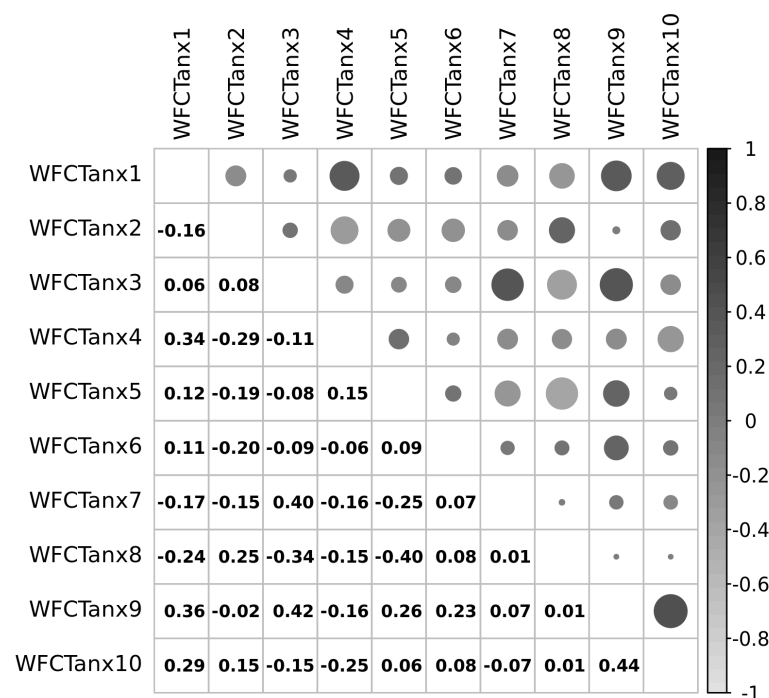 WFCTanx1 WFCTanx2 WFCTanx3 WFCTanx4 WFCTanx5 WFCTanx6 WFCTanx7 WFCTanx8 WFCTanx9 WFCTanx10
WFCTanx1 1
0.8
WFCTanx2 -0.16
0.6
WFCTanx3 0.06 0.08
0.4
WFCTanx4 0.34 -0.29 -0.11
0.2
WFCTanx5 0.12 -0.19 -0.08 0.15
0
WFCTanx6 0.11 -0.20 -0.09 -0.06 0.09
-0.2
WFCTanx7 -0.17 -0.15 0.40 -0.16 -0.25 0.07
-0.4
WFCTanx8 -0.24 0.25 -0.34 -0.15 -0.40 0.08 0.01
-0.6
WFCTanx9 0.36 -0.02 0.42 -0.16 0.26 0.23 0.07 0.01
-0.8
WFCTanx10 0.29 0.15 -0.15 -0.25 0.06 0.08 -0.07 0.01 0.44
-1